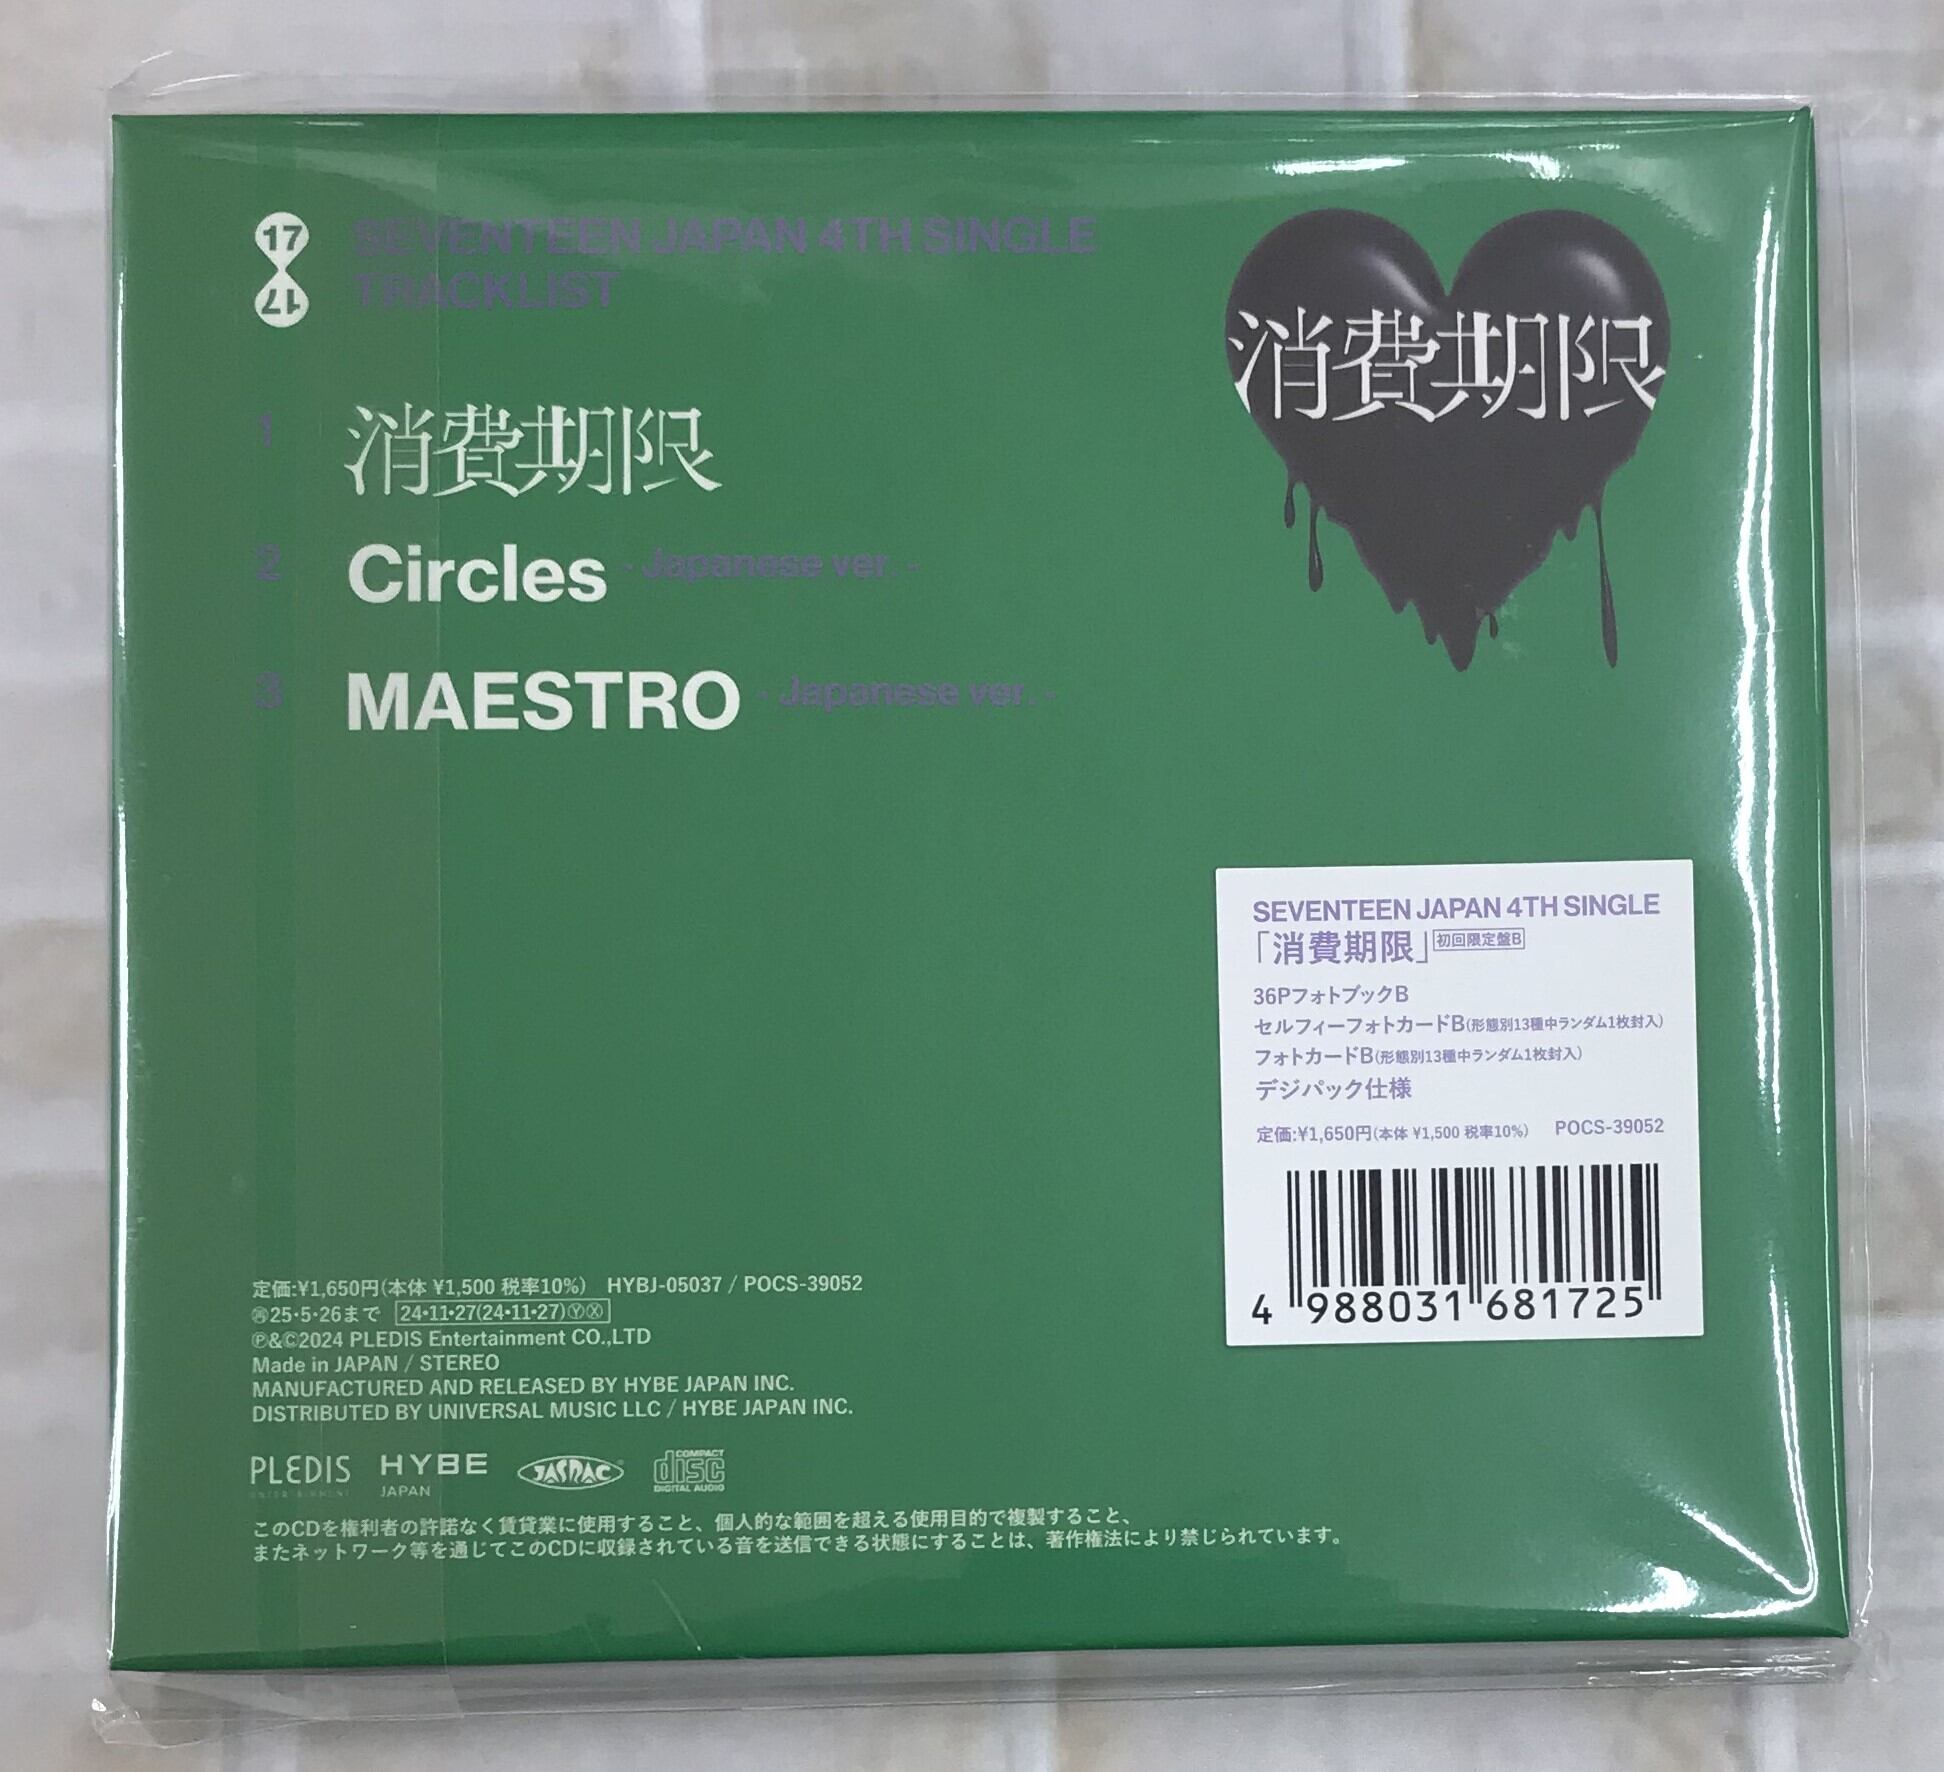 17
17
SEVENTEEN JAPAN 4TH SINGLE
TRACKLIST
1 消費期限
2 Circles - Japanese ver. -
3 MAESTRO - Japanese ver. -
消費期限
SEVENTEEN JAPAN 4TH SINGLE
「消費期限」 初回限定盤B
36PフォトブックB
セルフィーフォトカードB(形態別13種中ランダム1枚封入)
フォトカードB(形態別13種中ランダム1枚封入)
デジパック仕様
定価:¥1,650円(本体 ¥1,500 税率10%) POCS-39052
4 988031 681725
定価:¥1,650円(本体 ¥1,500 税率10%) HYBJ-05037 / POCS-39052
㋫25・5・26まで 24・11・27(24・11・27)ⓎⓍ
Ⓟ&©2024 PLEDIS Entertainment CO.,LTD
Made in JAPAN / STEREO
MANUFACTURED AND RELEASED BY HYBE JAPAN INC.
DISTRIBUTED BY UNIVERSAL MUSIC LLC / HYBE JAPAN INC.
PLEDIS
ENTERTAINMENT
HYBE
JAPAN
JASRAC
COMPACT
disc
DIGITAL AUDIO
このCDを権利者の許諾なく賃貸業に使用すること、個人的な範囲を超える使用目的で複製すること、
またネットワーク等を通じてこのCDに収録されている音を送信できる状態にすることは、著作権法により禁じられています。